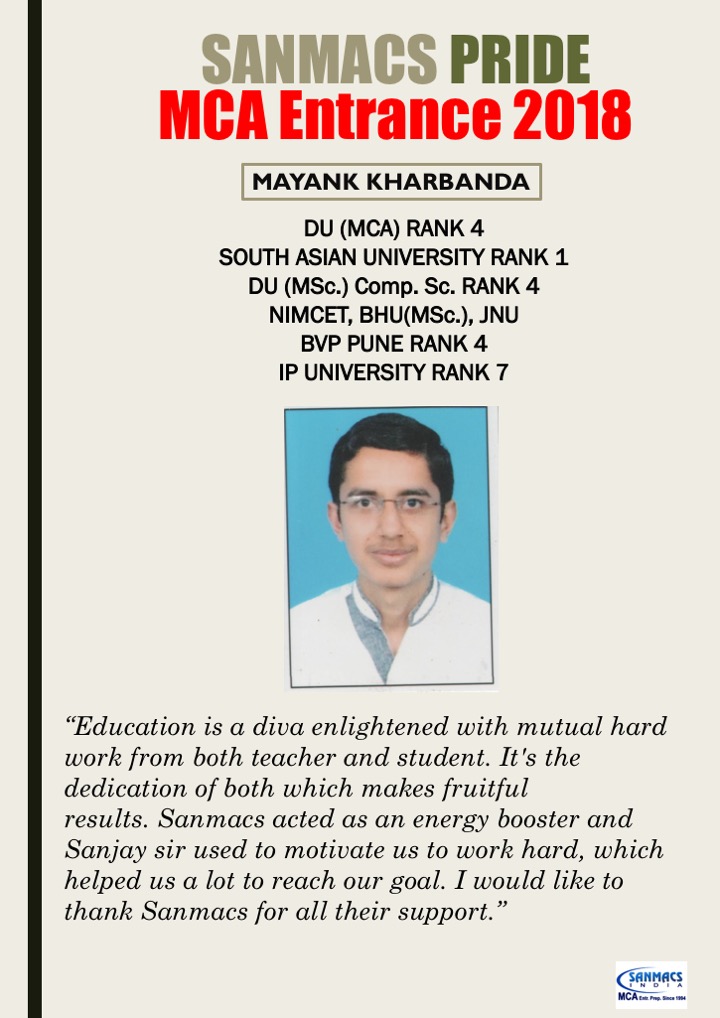 SANMACS PRIDE
MCA Entrance 2018
MAYANK KHARBANDA
DU (MCA) RANK 4
SOUTH ASIAN UNIVERSITY RANK 1
DU (MSc.) Comp. Sc. RANK 4
NIMCET, BHU(MSc.), JNU
BVP PUNE RANK 4
IP UNIVERSITY RANK 7
“Education is a diva enlightened with mutual hard
work from both teacher and student. It's the
dedication of both which makes fruitful
results. Sanmacs acted as an energy booster and
Sanjay sir used to motivate us to work hard, which
helped us a lot to reach our goal. I would like to
thank Sanmacs for all their support.”
SANMACS
INDIA
MCA Entr. Prep. Since 1994